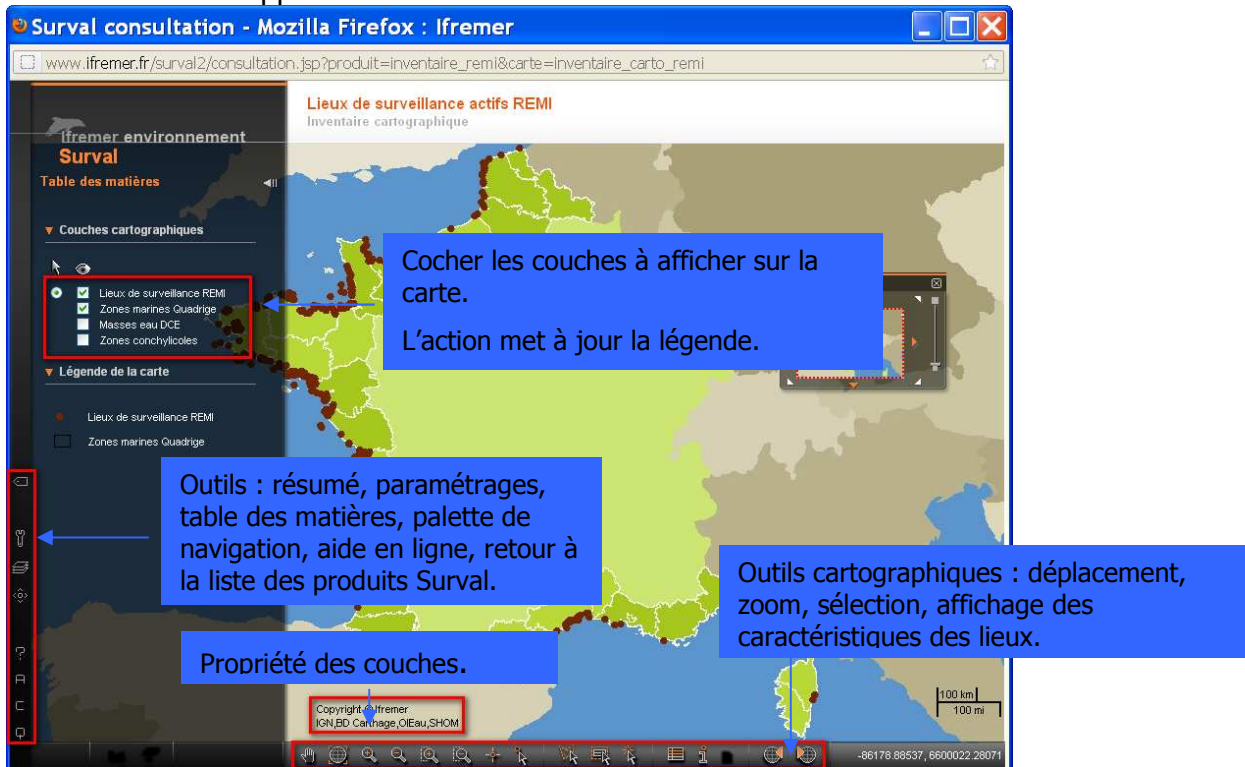 Surval consultation - Mozilla Firefox : Ifremer
www.ifremer.fr/surval2/consultation.jsp?produit=inventaire_remi&carte=inventaire_carto_remi
Lieux de surveillance actifs REMI
Inventaire cartographique
Ifremer environnement
Surval
Table des matières
Couches cartographiques
Lieux de surveillance REMI
Zones marines Quadrige
Masses eau DCE
Zones conchylicoles
Cocher les couches à afficher sur la
carte.
L'action met à jour la légende.
Légende de la carte
Lieux de surveillance REMI
Zones marines Quadrige
Outils : résumé, paramétrages,
table des matières, palette de
navigation, aide en ligne, retour à
la liste des produits Surval.
Outils cartographiques : déplacement,
zoom, sélection, affichage des
caractéristiques des lieux.
Propriété des couches.
Copyright © Ifremer
IGN,BD Carthage,OIEau,SHOM
100 km
100 mi
-86178.88537, 6600022.28071